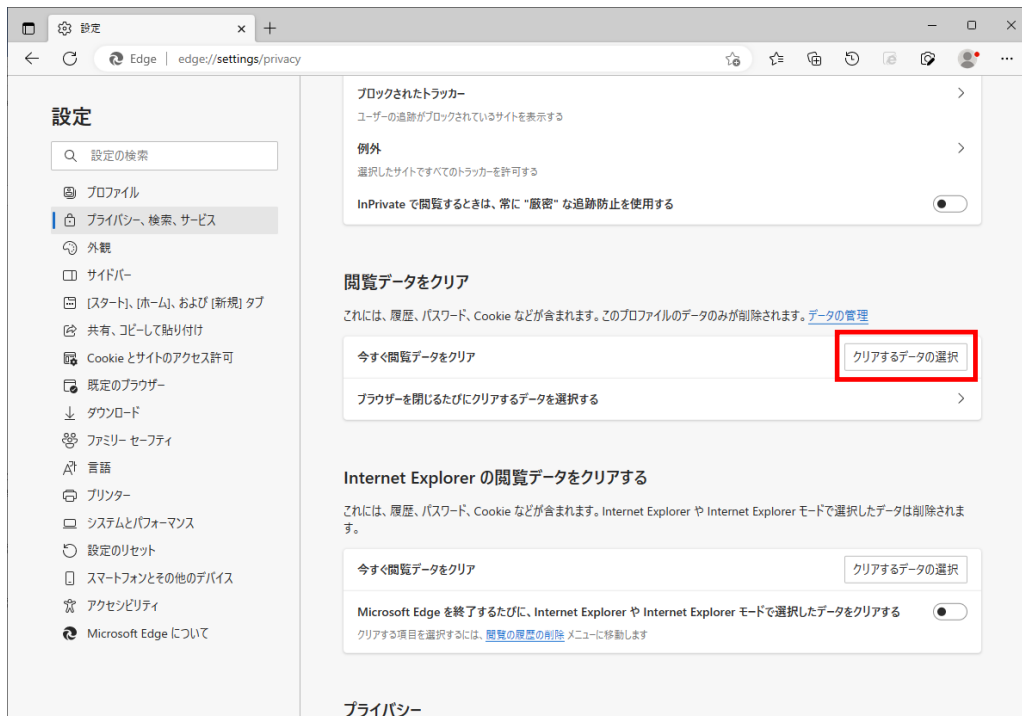 設定
Edge
edge://settings/privacy
設定
設定の検索
プロファイル
プライバシー、検索、サービス
外観
サイドバー
[スタート]、[ホーム]、および [新規] タブ
共有、コピーして貼り付け
Cookie とサイトのアクセス許可
既定のブラウザー
ダウンロード
ファミリー セーフティ
言語
プリンター
システムとパフォーマンス
設定のリセット
スマートフォンとその他のデバイス
アクセシビリティ
Microsoft Edge について
ブロックされたトラッカー
ユーザーの追跡がブロックされているサイトを表示する
例外
選択したサイトですべてのトラッカーを許可する
InPrivate で閲覧するときは、常に "厳密" な追跡防止を使用する
閲覧データをクリア
これには、履歴、パスワード、Cookie などが含まれます。このプロファイルのデータのみが削除されます。データの管理
今すぐ閲覧データをクリア
クリアするデータの選択
ブラウザーを閉じるたびにクリアするデータを選択する
Internet Explorer の閲覧データをクリアする
これには、履歴、パスワード、Cookie などが含まれます。Internet Explorer や Internet Explorer モードで選択したデータは削除されま
す。
今すぐ閲覧データをクリア
クリアするデータの選択
Microsoft Edge を終了するたびに、Internet Explorer や Internet Explorer モードで選択したデータをクリアする
クリアする項目を選択するには、閲覧の履歴の削除 メニューに移動します
プライバシー